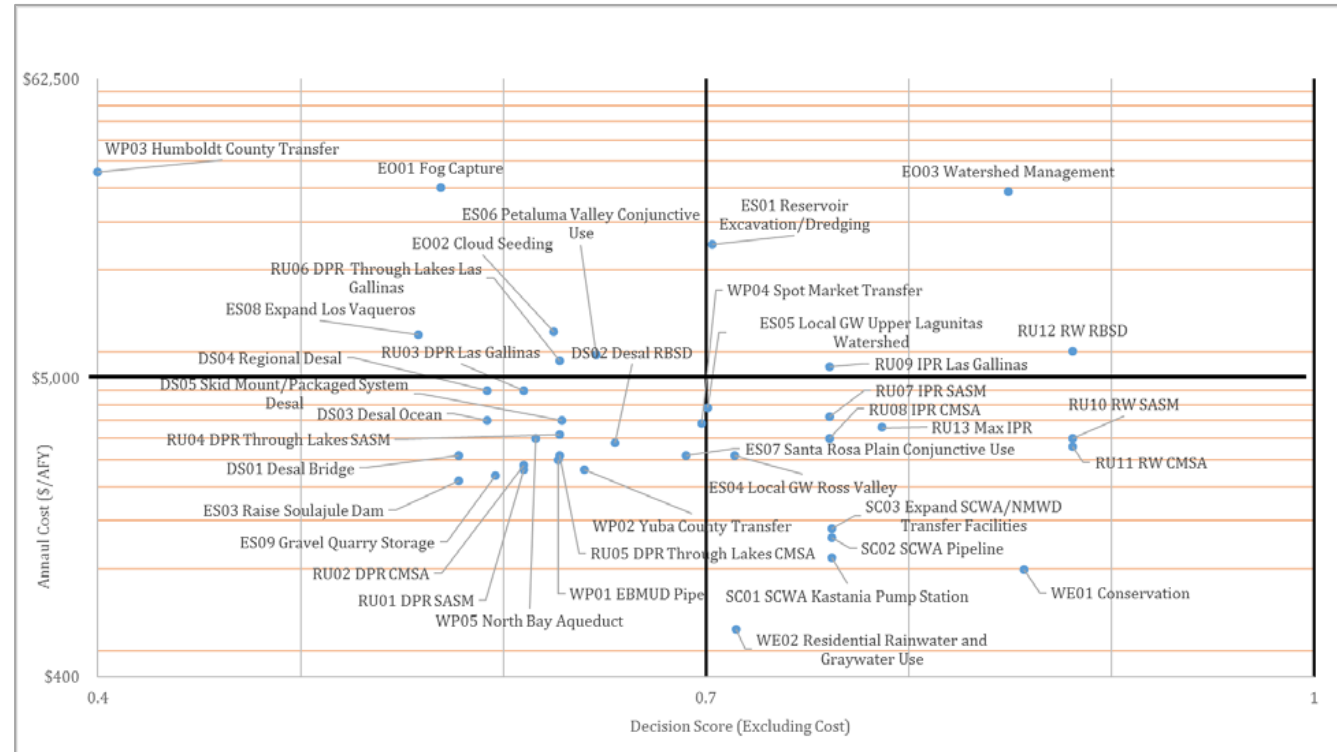 $62,500
WP03 Humboldt County Transfer
EO01 Fog Capture
EO03 Watershed Management
ES06 Petaluma Valley Conjunctive
Use
ES01 Reservoir
Excavation/Dredging
EO02 Cloud Seeding
RU06 DPR Through Lakes Las
Gallinas
WP04 Spot Market Transfer
ES08 Expand Los Vaqueros
ES05 Local GW Upper Lagunitas
Watershed
RU12 RW RBSD
DS04 Regional Desal
RU03 DPR Las Gallinas
DS02 Desal RBSD
RU09 IPR Las Gallinas
$5,000
DS05 Skid Mount/Packaged System
Desal
RU07 IPR SASM
RU08 IPR CMSA
RU10 RW SASM
DS03 Desal Ocean
RU13 Max IPR
RU04 DPR Through Lakes SASM
ES07 Santa Rosa Plain Conjunctive Use
RU11 RW CMSA
DS01 Desal Bridge
ES04 Local GW Ross Valley
ES03 Raise Soulajule Dam
SC03 Expand SCWA/NMWD
Transfer Facilities
WP02 Yuba County Transfer
ES09 Gravel Quarry Storage
SC02 SCWA Pipeline
RU05 DPR Through Lakes CMSA
RU02 DPR CMSA
WP01 EBMUD Pipe
SC01 SCWA Kastania Pump Station
WE01 Conservation
RU01 DPR SASM
WP05 North Bay Aqueduct
WE02 Residential Rainwater and
Graywater Use
$400
0.4
0.7
1
Annaul Cost ($/AFY)
Decision Score (Excluding Cost)